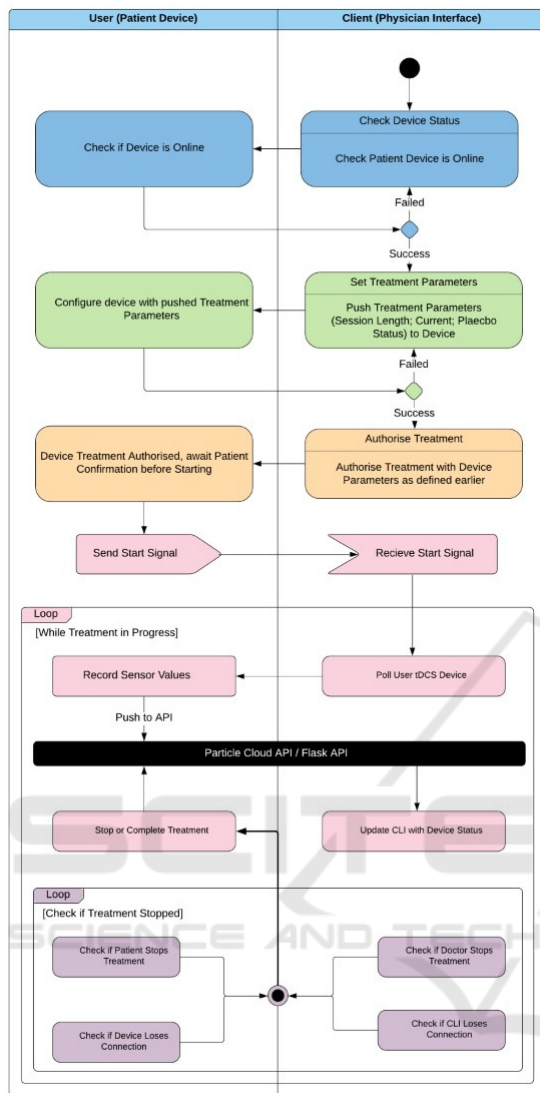 User (Patient Device)
Client (Physician Interface)
Check Device Status
Check if Device is Online
Check Patient Device is Online
Failed
Success
Set Treatment Parameters
Configure device with pushed Treatment
Parameters
Push Treatment Parameters
(Session Length; Current; Plaecbo
Status) to Device
Failed
Success
Authorise Treatment
Device Treatment Authorised, await Patient
Confirmation before Starting
Authorise Treatment with Device
Parameters as defined earlier
Send Start Signal
Recieve Start Signal
Loop
[While Treatment in Progress]
Record Sensor Values
Poll User tDCS Device
Push to API
Particle Cloud API / Flask API
Stop or Complete Treatment
Update CLI with Device Status
SCITE
Loop
[Check if Treatment Stopped]
SCIENCE AND TECH
Check if Patient Stops
Treatment
Check if Doctor Stops
Treatment
Check if Device Loses
Connection
Check if CLI Loses
Connection